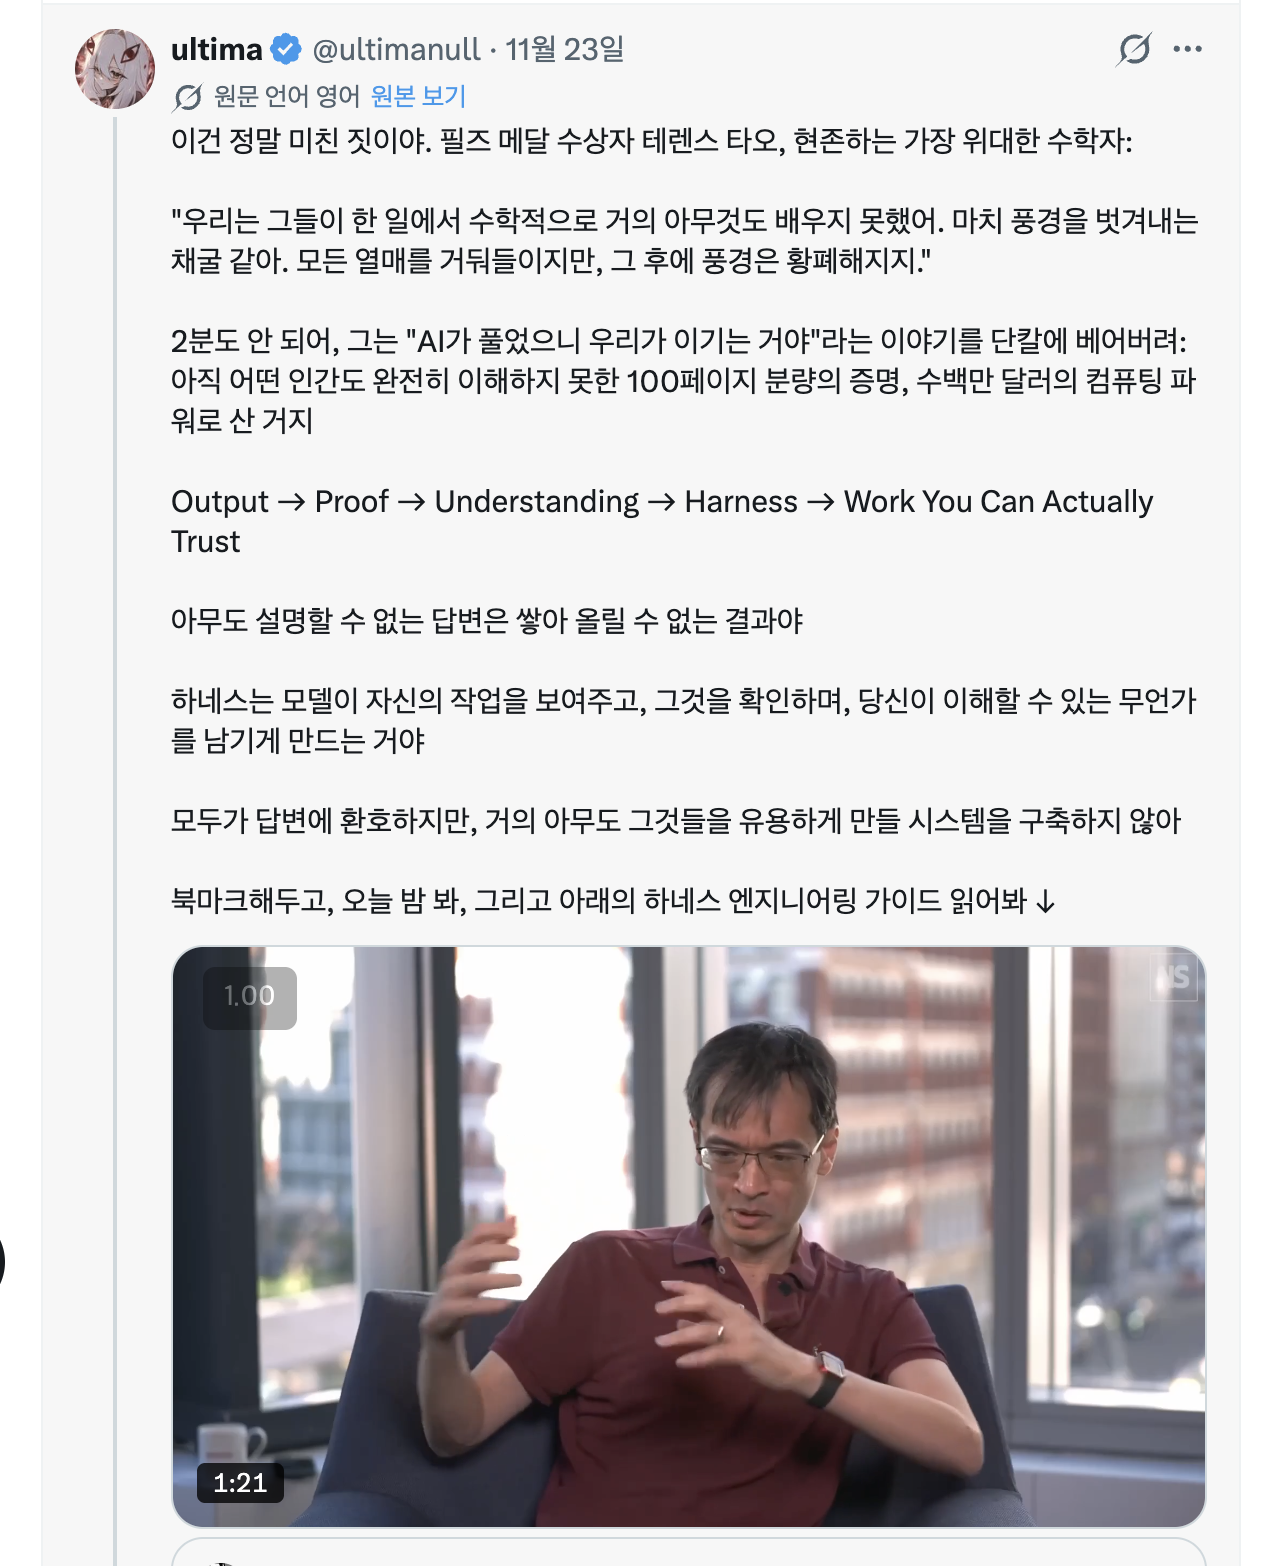 ultima @ultimanull · 11월 23일
원문 언어 영어 원본 보기
이건 정말 미친 짓이야. 필즈 메달 수상자 테렌스 타오, 현존하는 가장 위대한 수학자:
"우리는 그들이 한 일에서 수학적으로 거의 아무것도 배우지 못했어. 마치 풍경을 벗겨내는
채굴 같아. 모든 열매를 거둬들이지만, 그 후에 풍경은 황폐해지지."
2분도 안 되어, 그는 "AI가 풀었으니 우리가 이기는 거야"라는 이야기를 단칼에 베어버려:
아직 어떤 인간도 완전히 이해하지 못한 100페이지 분량의 증명, 수백만 달러의 컴퓨팅 파
워로 산 거지
Output → Proof → Understanding → Harness → Work You Can Actually
Trust
아무도 설명할 수 없는 답변은 쌓아 올릴 수 없는 결과야
하네스는 모델이 자신의 작업을 보여주고, 그것을 확인하며, 당신이 이해할 수 있는 무언가
를 남기게 만드는 거야
모두가 답변에 환호하지만, 거의 아무도 그것들을 유용하게 만들 시스템을 구축하지 않아
북마크해두고, 오늘 밤 봐, 그리고 아래의 하네스 엔지니어링 가이드 읽어봐 ↓
1.00
NS
1:21